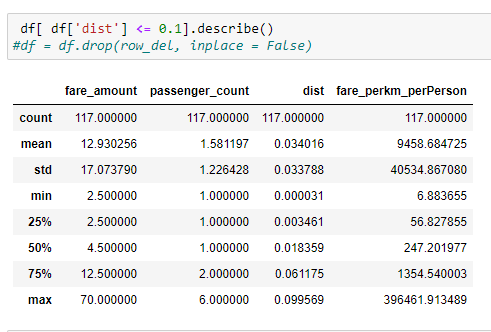 df[ df['dist'] <= 0.1].describe()
#df = df.drop(row_del, inplace = False)
fare_amount passenger_count dist fare_perkm_perPerson
count 117.000000 117.000000 117.000000 117.000000
mean 12.930256 1.581197 0.034016 9458.684725
std 17.073790 1.226428 0.033788 40534.867080
min 2.500000 1.000000 0.000031 6.883655
25% 2.500000 1.000000 0.003461 56.827855
50% 4.500000 1.000000 0.018359 247.201977
75% 12.500000 2.000000 0.061175 1354.540003
max 70.000000 6.000000 0.099569 396461.913489